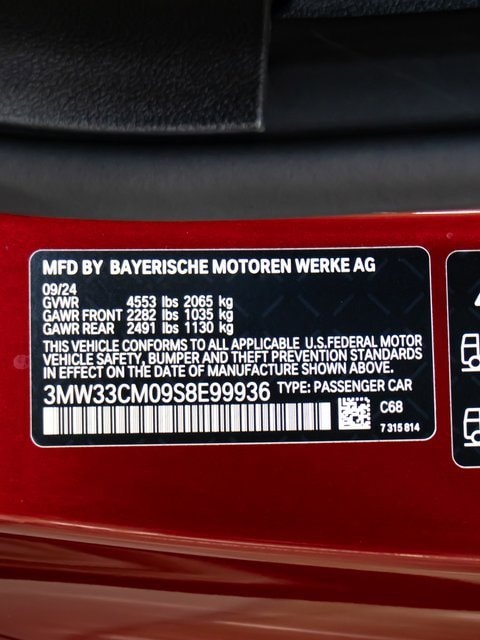 MFD BY BAYERISCHE MOTOREN WERKE AG
09/24
GVWR 4553 lbs 2065 kg
GAWR FRONT 2282 lbs 1035 kg
GAWR REAR 2491 lbs 1130 kg
THIS VEHICLE CONFORMS TO ALL APPLICABLE U.S.FEDERAL MOTOR
VEHICLE SAFETY, BUMPER AND THEFT PREVENTION STANDARDS
IN EFFECT ON THE DATE OF MANUFACTURE SHOWN ABOVE.
3MW33CM09S8E99936 TYPE: PASSENGER CAR
C68
7 315 814